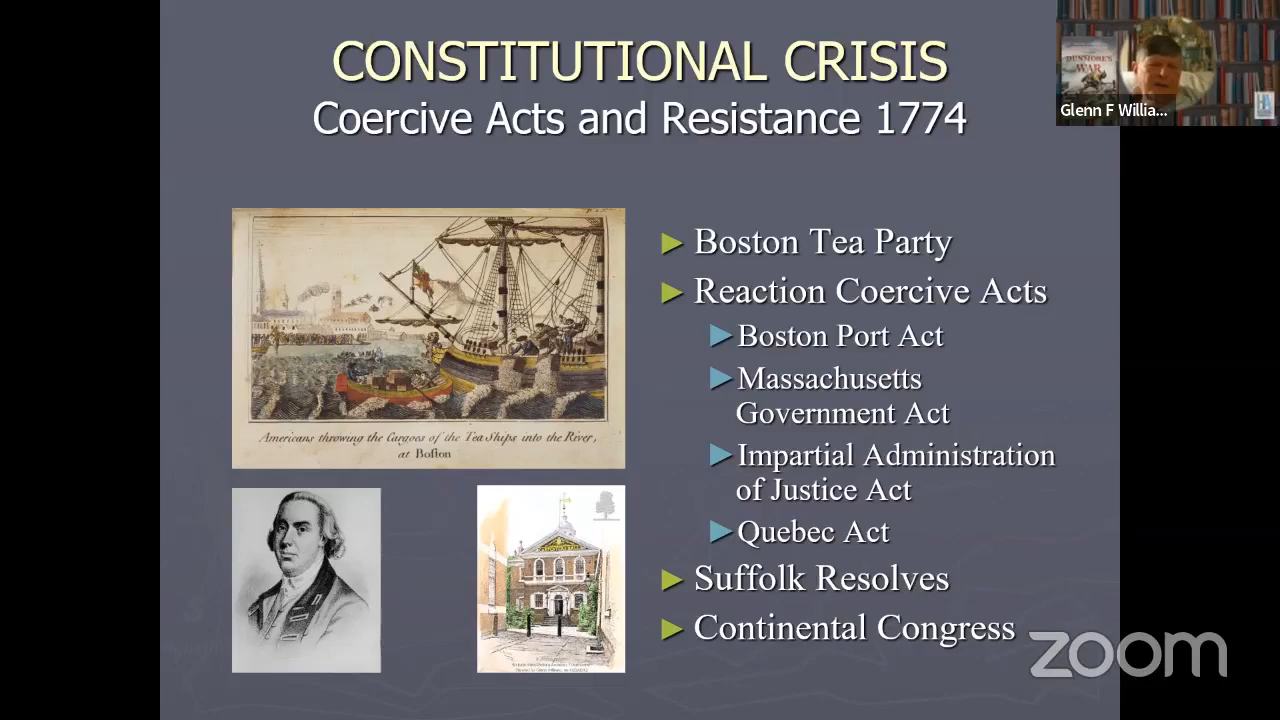 CONSTITUTIONAL CRISIS
Coercive Acts and Resistance 1774
DUNMORE'S
WAR
Glenn F Willia...
Americans throwing the Cargoes of the Tea Ships into the River,
at Boston
Boston Tea Party
Reaction Coercive Acts
Boston Port Act
Massachusetts
Government Act
Impartial Administration
of Justice Act
Quebec Act
Suffolk Resolves
Continental Congress
zoom